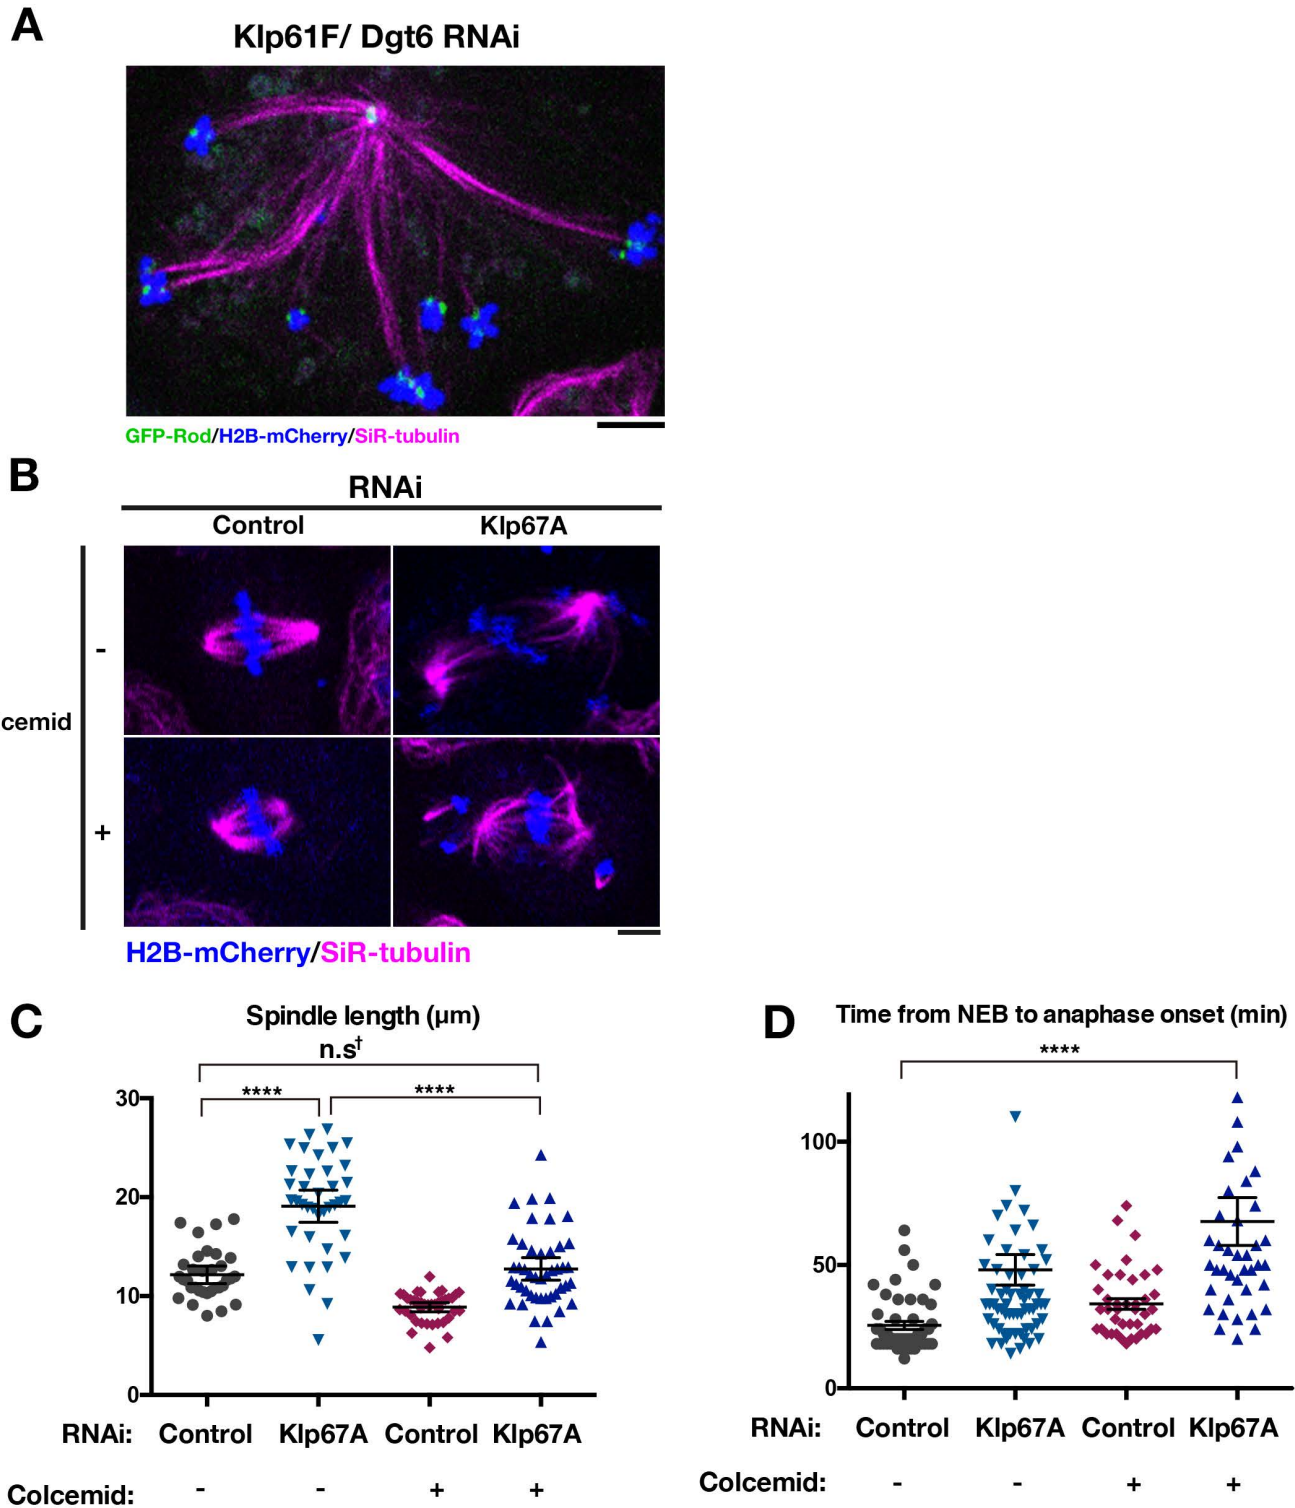 A
Klp61F/ Dgt6 RNAi
GFP-Rod/H2B-mCherry/SiR-tubulin
B
RNAi
Control Klp67A
-
cemid
+
H2B-mCherry/SiR-tubulin
C
Spindle length (µm)
n.s†
**** ****
30
20
10
0
RNAi: Control Klp67A Control Klp67A
Colcemid: - - + +
D
Time from NEB to anaphase onset (min)
****
100
50
0
RNAi: Control Klp67A Control Klp67A
Colcemid: - - + +